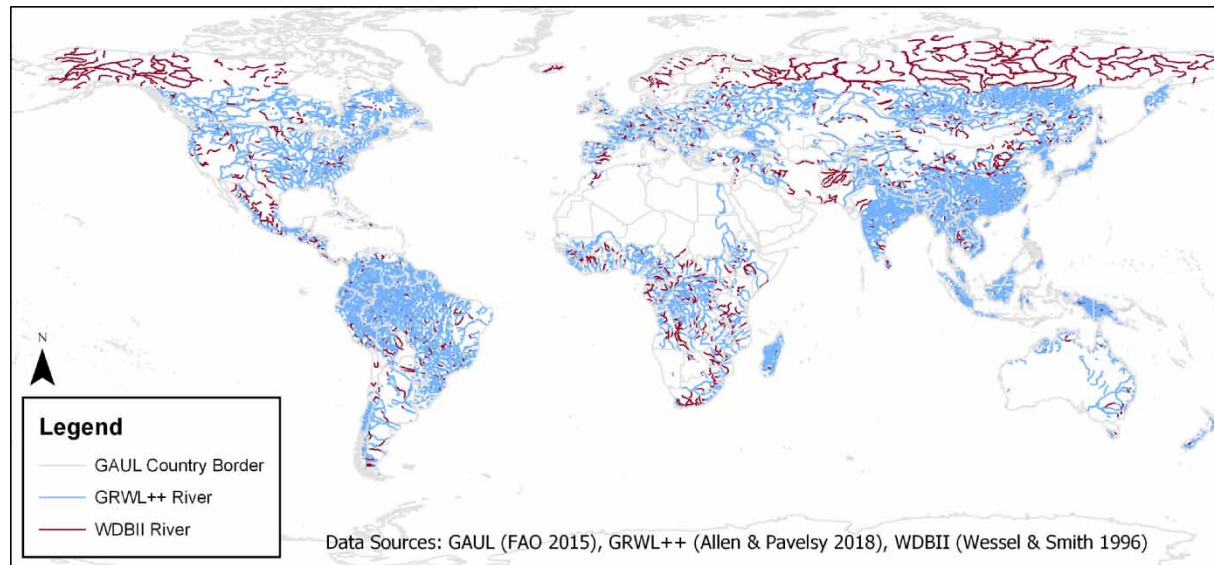 N
Legend
GAUL Country Border
GRWL++ River
WDBII River
Data Sources: GAUL (FAO 2015), GRWL++ (Allen & Pavelsy 2018), WDBII (Wessel & Smith 1996)